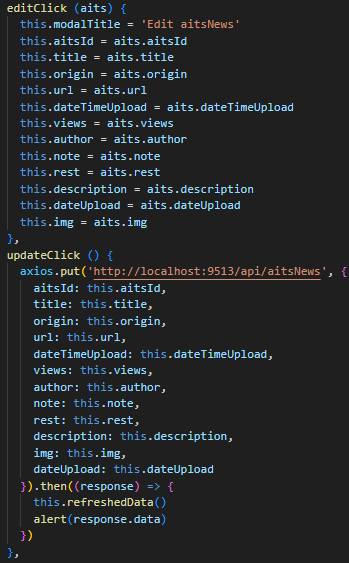 editClick (aits) {
this.modalTitle = 'Edit aitsNews'
this.aitsId = aits.aitsId
this.title = aits.title
this.origin = aits.origin
this.url = aits.url
this.dateTimeUpload = aits.dateTimeUpload
this.views = aits.views
this.author = aits.author
this.note = aits.note
this.rest = aits.rest
this.description = aits.description
this.dateUpload = aits.dateUpload
this.img = aits.img
},
updateClick () {
axios.put('http://localhost:9513/api/aitsNews', {
aitsId: this.aitsId,
title: this.title,
origin: this.origin,
url: this.url,
dateTimeUpload: this.dateTimeUpload,
views: this.views,
author: this.author,
note: this.note,
rest: this.rest,
description: this.description,
img: this.img,
dateUpload: this.dateUpload
}).then((response) => {
this.refreshedData()
alert(response.data)
})
},